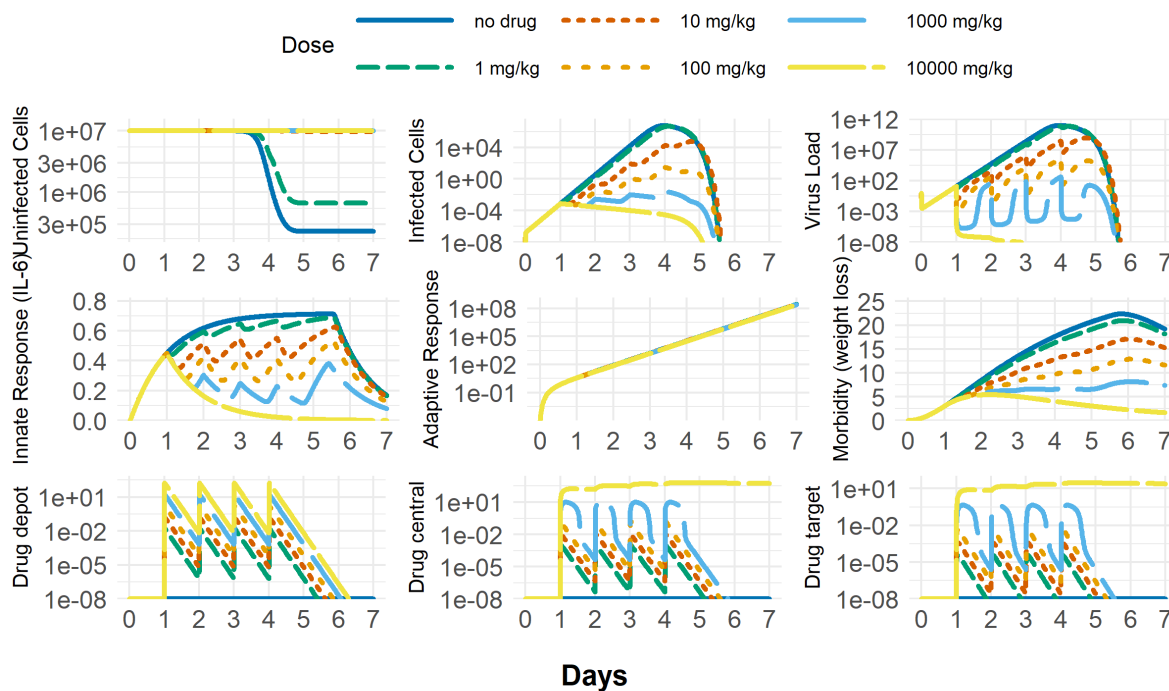 Dose
no drug
10 mg/kg
1000 mg/kg
1 mg/kg
100 mg/kg
10000 mg/kg
Uninfected Cells
1e+07
3e+06
1e+06
3e+05
0 1 2 3 4 5 6 7
Infected Cells
1e+04
1e+00
1e-04
1e-08
0 1 2 3 4 5 6 7
Virus Load
1e+12
1e+07
1e+02
1e-03
1e-08
0 1 2 3 4 5 6 7
Innate Response (IL-6)
0.8
0.6
0.4
0.2
0.0
0 1 2 3 4 5 6 7
Adaptive Response
1e+08
1e+05
1e+02
1e-01
0 1 2 3 4 5 6 7
Morbidity (weight loss)
25
20
15
10
5
0
0 1 2 3 4 5 6 7
Drug depot
1e+01
1e-02
1e-05
1e-08
0 1 2 3 4 5 6 7
Drug central
1e+01
1e-02
1e-05
1e-08
0 1 2 3 4 5 6 7
Drug target
1e+01
1e-02
1e-05
1e-08
0 1 2 3 4 5 6 7
Days